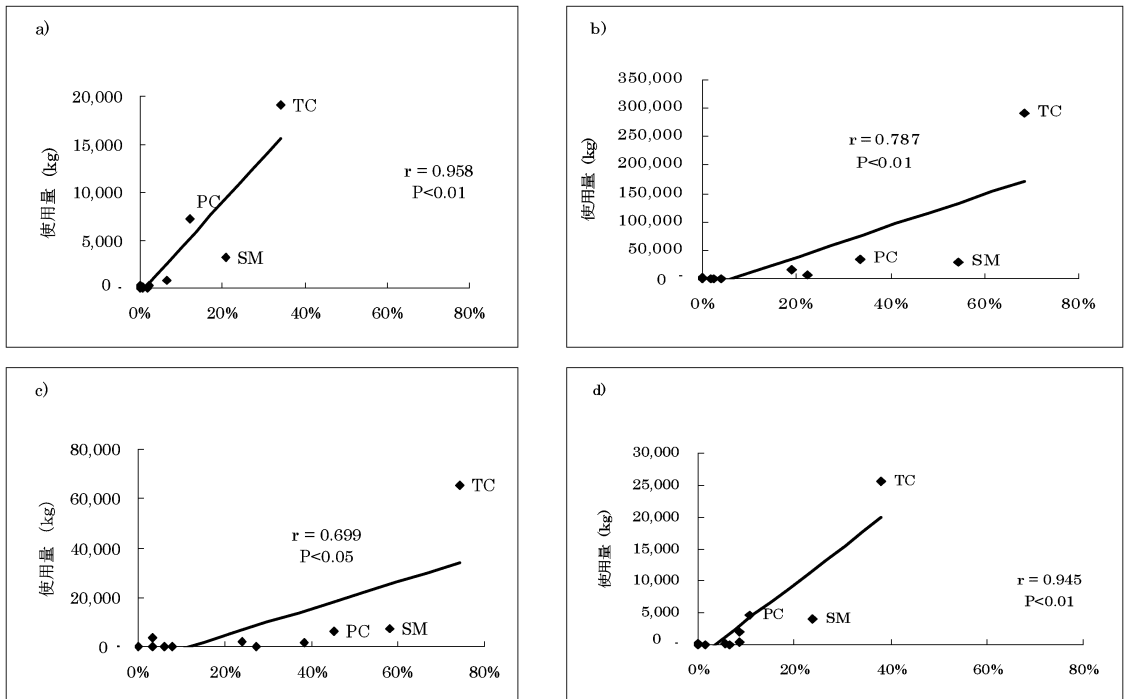 a)
使用量 (kg)
20,000
15,000
10,000
5,000
0 -
0%
20%
40%
60%
80%
TC
PC
SM
r = 0.958
P<0.01
b)
使用量 (kg)
350,000
300,000
250,000
200,000
150,000
100,000
50,000
0 -
0%
20%
40%
60%
80%
TC
PC
SM
r = 0.787
P<0.01
c)
使用量 (kg)
80,000
60,000
40,000
20,000
0 -
0%
20%
40%
60%
80%
TC
PC
SM
r = 0.699
P<0.05
d)
使用量 (kg)
30,000
25,000
20,000
15,000
10,000
5,000
0 -
0%
20%
40%
60%
80%
TC
PC
SM
r = 0.945
P<0.01